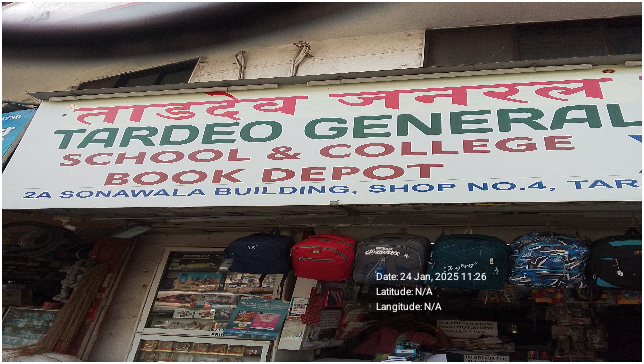 ताडदेव जनरल
TARDEO GENERAL
SCHOOL & COLLEGE
BOOK DEPOT
2A SONAWALA BUILDING, SHOP NO.4, TAR
Date: 24 Jan, 2025 11:26
Latitude: N/A
Langitude: N/A